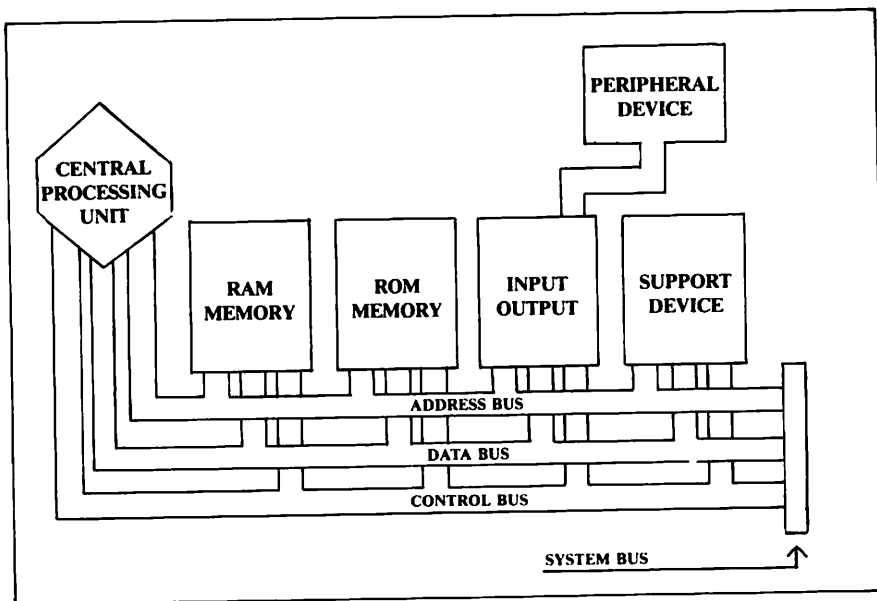 PERIPHERAL
DEVICE
CENTRAL
PROCESSING
UNIT
RAM
MEMORY
ROM
MEMORY
INPUT
OUTPUT
SUPPORT
DEVICE
ADDRESS BUS
DATA BUS
CONTROL BUS
SYSTEM BUS